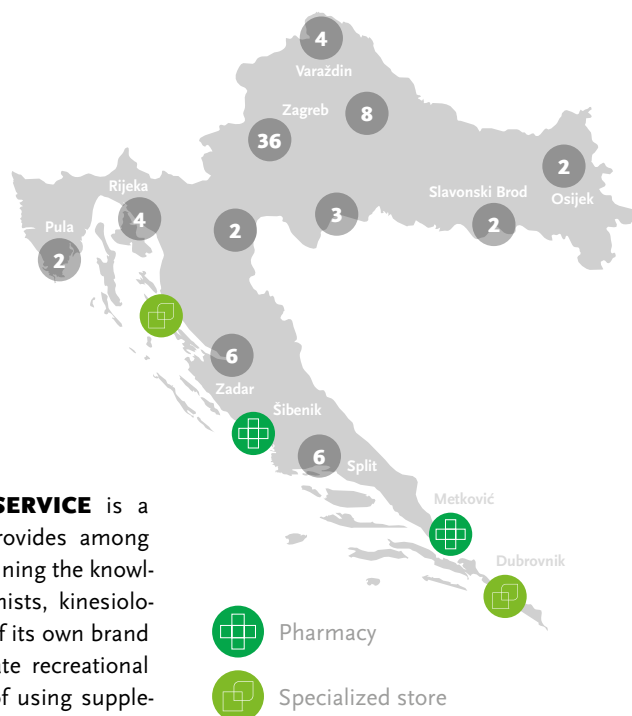 4
Varaždin
Zagreb
8
36
2
Rijeka
Slavonski Brod
Osijek
4
3
2
2
Pula
2
6
Zadar
Šibenik
6
Split
SERVICE is a
rovides among
ning the knowl-
nists, kinesiolo-
f its own brand
ate recreational
of using supple-
Metković
Dubrovnik
Pharmacy
Specialized store